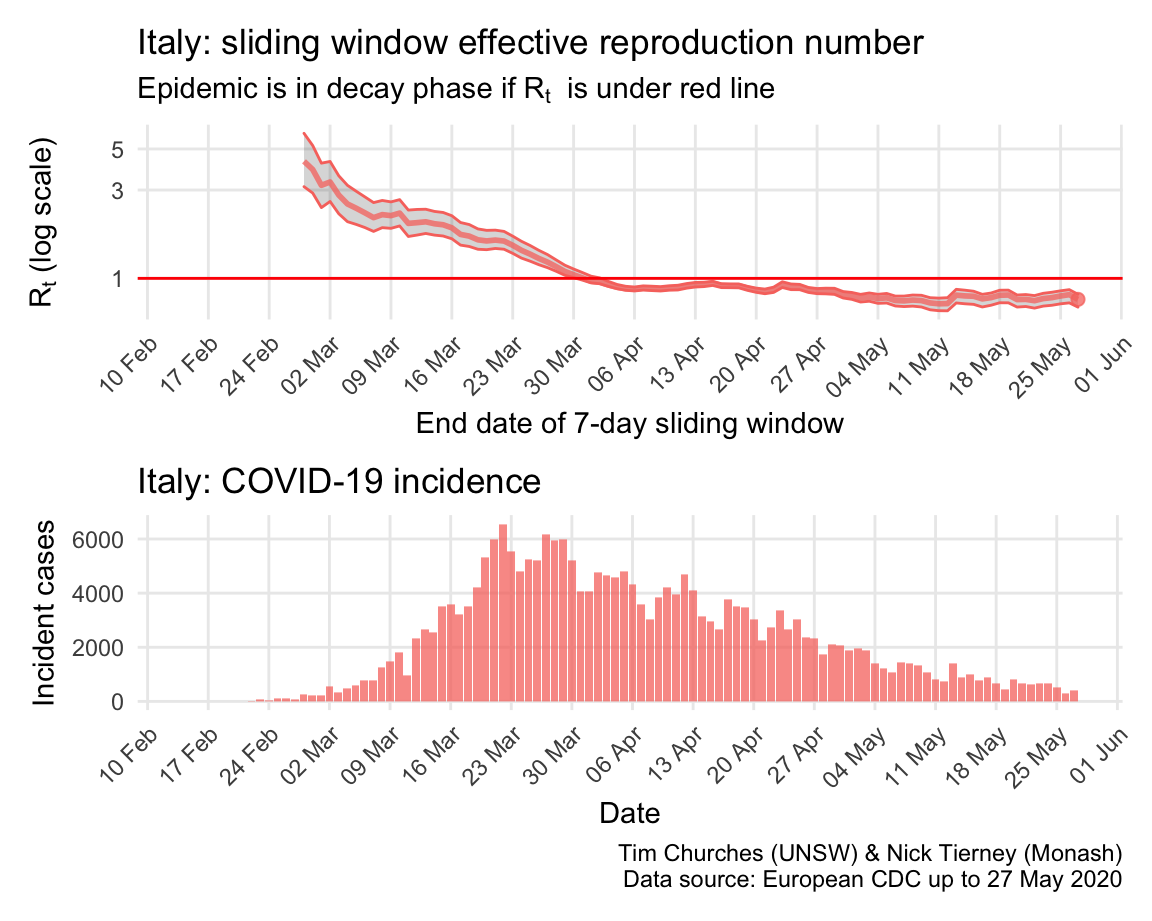 Italy: sliding window effective reproduction number
Epidemic is in decay phase if Rt is under red line
Rt (log scale)
5
3
1
10 Feb
17 Feb
24 Feb
02 Mar
09 Mar
16 Mar
23 Mar
30 Mar
06 Apr
13 Apr
20 Apr
27 Apr
04 May
11 May
18 May
25 May
01 Jun
End date of 7-day sliding window
Italy: COVID-19 incidence
Incident cases
6000
4000
2000
0
10 Feb
17 Feb
24 Feb
02 Mar
09 Mar
16 Mar
23 Mar
30 Mar
06 Apr
13 Apr
20 Apr
27 Apr
04 May
11 May
18 May
25 May
01 Jun
Date
Tim Churches (UNSW) & Nick Tierney (Monash)
Data source: European CDC up to 27 May 2020